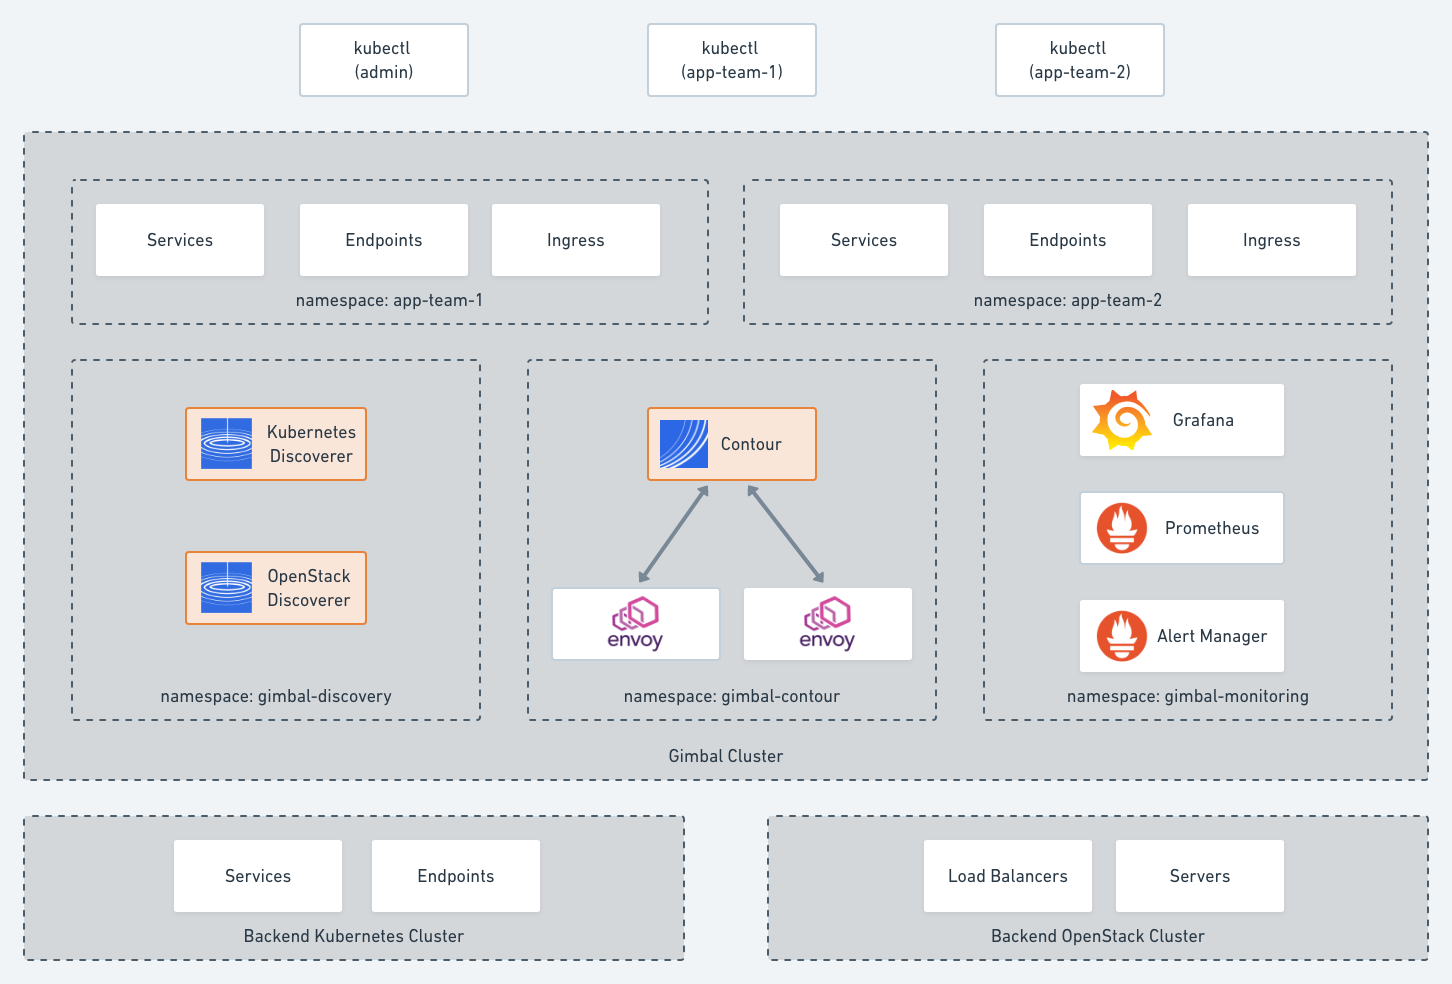 kubectl
(admin)
kubectl
(app-team-1)
kubectl
(app-team-2)
Services
Endpoints
Ingress
namespace: app-team-1
Services
Endpoints
Ingress
namespace: app-team-2
Kubernetes
Discoverer
OpenStack
Discoverer
namespace: gimbal-discovery
Contour
envoy
envoy
namespace: gimbal-contour
Grafana
Prometheus
Alert Manager
namespace: gimbal-monitoring
Gimbal Cluster
Services
Endpoints
Backend Kubernetes Cluster
Load Balancers
Servers
Backend OpenStack Cluster